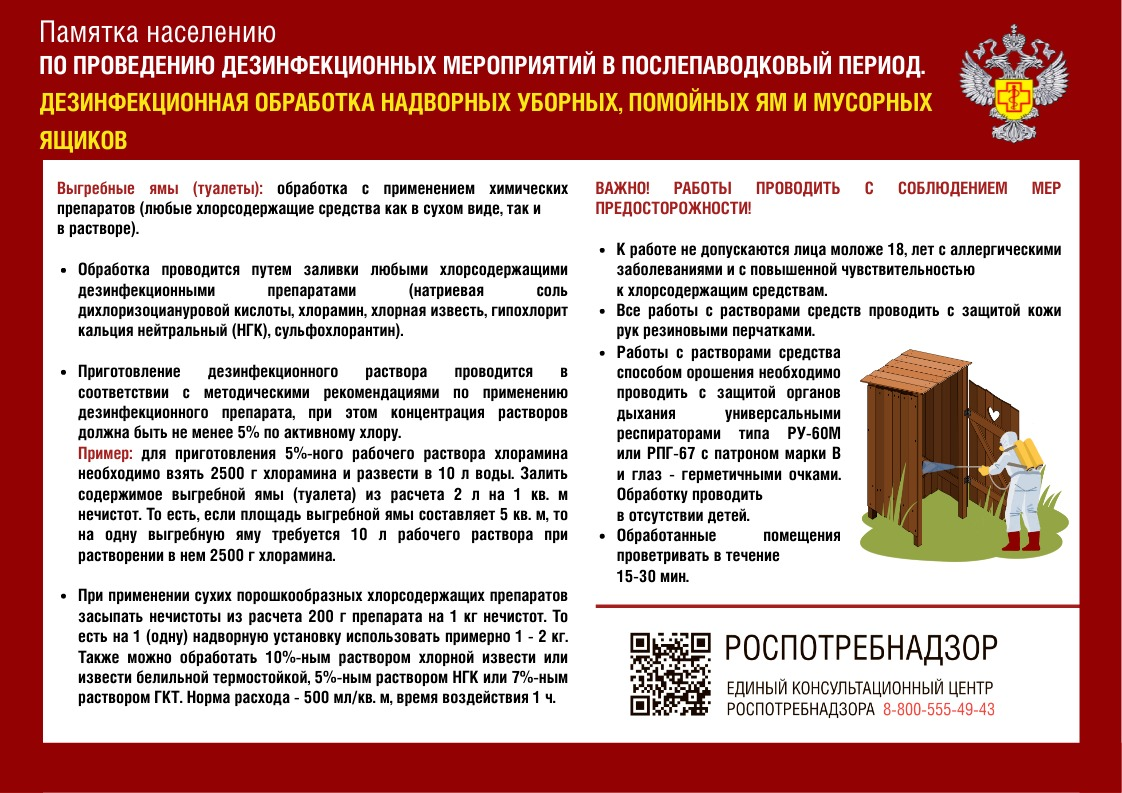 Памятка населению
ПО ПРОВЕДЕНИЮ ДЕЗИНФЕКЦИОННЫХ МЕРОПРИЯТИЙ В ПОСЛЕПАВОДКОВЫЙ ПЕРИОД.
ДЕЗИНФЕКЦИОННАЯ ОБРАБОТКА НАДВОРНЫХ УБОРНЫХ, ПОМОЙНЫХ ЯМ И МУСОРНЫХ
ЯЩИКОВ
Выгребные ямы (туалеты): обработка с применением химических
препаратов (любые хлорсодержащие средства как в сухом виде, так и
в растворе).
• Обработка проводится путем заливки любыми хлорсодержащими
дезинфекционными препаратами (натриевая соль
дихлоризоциануровой кислоты, хлорамин, хлорная известь, гипохлорит
кальция нейтральный (НГК), сульфохлорантин).
• Приготовление дезинфекционного раствора проводится в
соответствии с методическими рекомендациями по применению
дезинфекционного препарата, при этом концентрация растворов
должна быть не менее 5% по активному хлору.
Пример: для приготовления 5%-ного рабочего раствора хлорамина
необходимо взять 2500 г хлорамина и развести в 10 л воды. Залить
содержимое выгребной ямы (туалета) из расчета 2 л на 1 кв. м
нечистот. То есть, если площадь выгребной ямы составляет 5 кв. м, то
на одну выгребную яму требуется 10 л рабочего раствора при
растворении в нем 2500 г хлорамина.
• При применении сухих порошкообразных хлорсодержащих препаратов
засыпать нечистоты из расчета 200 г препарата на 1 кг нечистот. То
есть на 1 (одну) надворную установку использовать примерно 1 - 2 кг.
Также можно обработать 10%-ным раствором хлорной извести или
извести белильной термостойкой, 5%-ным раствором НГК или 7%-ным
раствором ГКТ. Норма расхода - 500 мл/кв. м, время воздействия 1 ч.
ВАЖНО! РАБОТЫ ПРОВОДИТЬ С СОБЛЮДЕНИЕМ МЕР
ПРЕДОСТОРОЖНОСТИ!
• К работе не допускаются лица моложе 18, лет с аллергическими
заболеваниями и с повышенной чувствительностью
к хлорсодержащим средствам.
• Все работы с растворами средств проводить с защитой кожи
рук резиновыми перчатками.
• Работы с растворами средства
способом орошения необходимо
проводить с защитой органов
дыхания универсальными
респираторами типа РУ-60М
или РПГ-67 с патроном марки В
и глаз - герметичными очками.
Обработку проводить
в отсутствии детей.
• Обработанные помещения
проветривать в течение
15-30 мин.
РОСПОТРЕБНАДЗОР
ЕДИНЫЙ КОНСУЛЬТАЦИОННЫЙ ЦЕНТР
РОСПОТРЕБНАДЗОРА 8-800-555-49-43